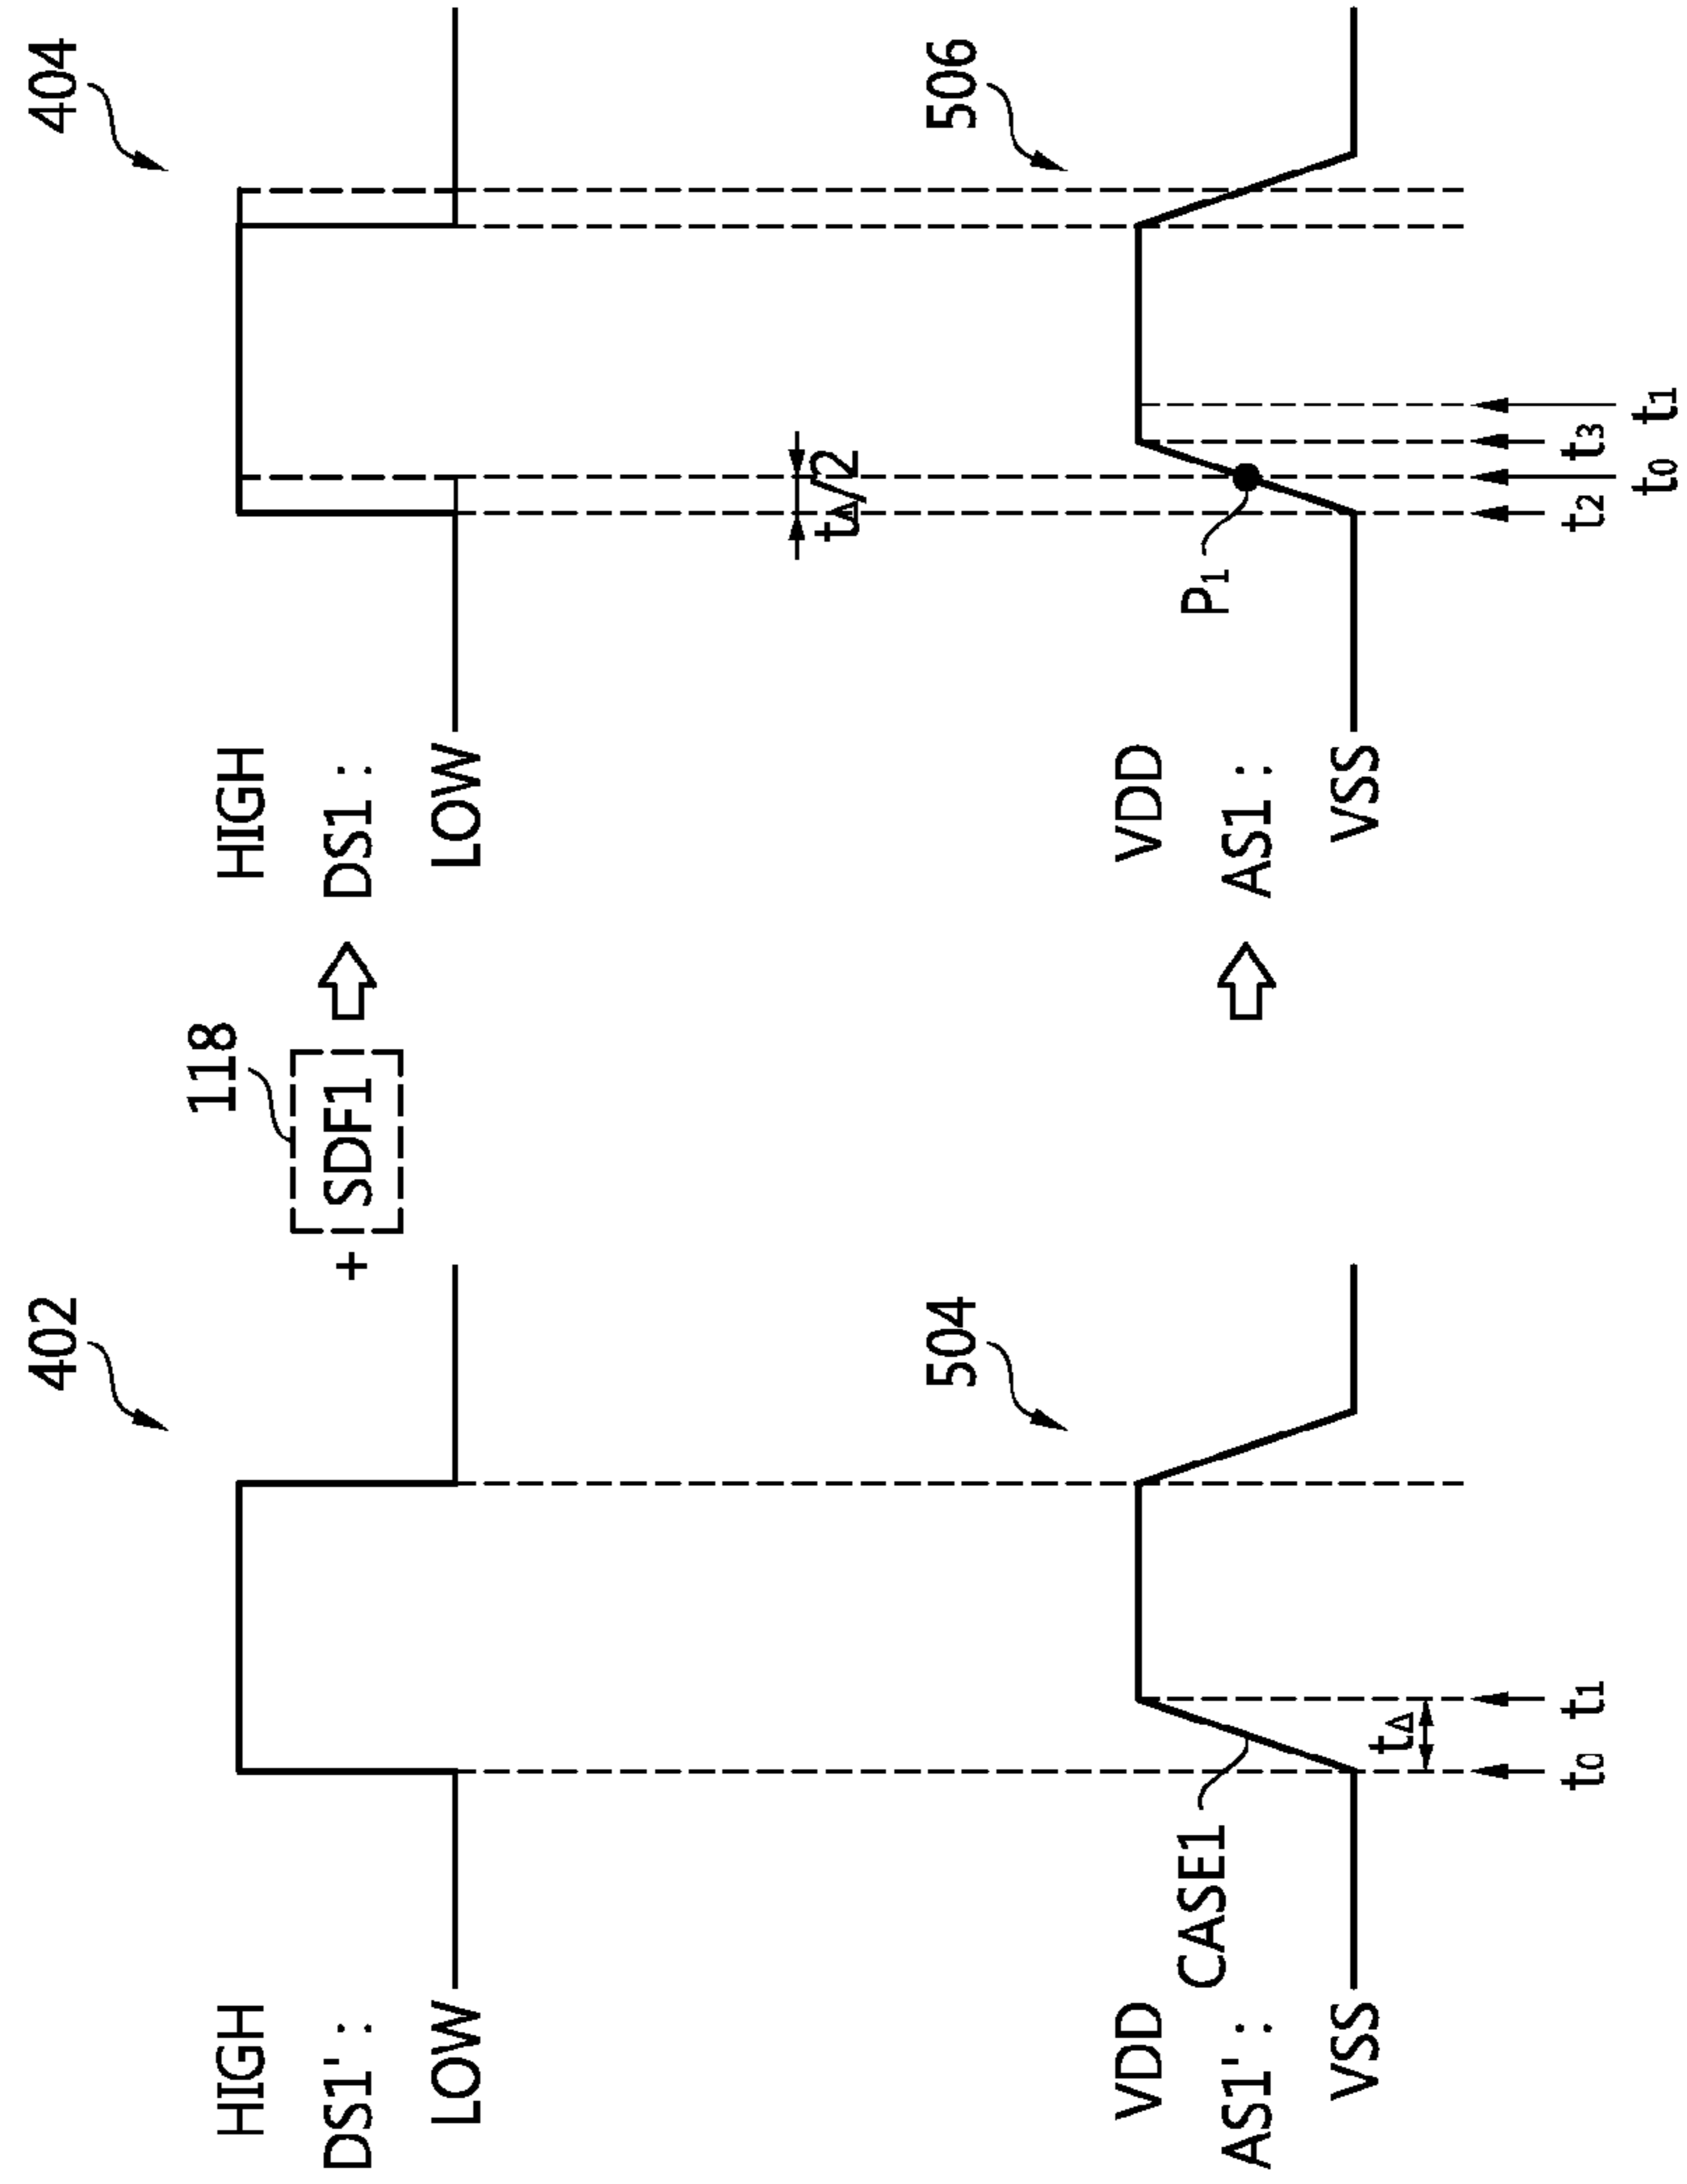 402
118
404
HIGH
DS1' :
LOW
+
SDF1
HIGH
DS1 :
LOW
tΔ/2
504
506
VDD
AS1' :
VSS
CASE1
tΔ
t0
t1
VDD
AS1 :
VSS
P1
t2
t3
t0
t1